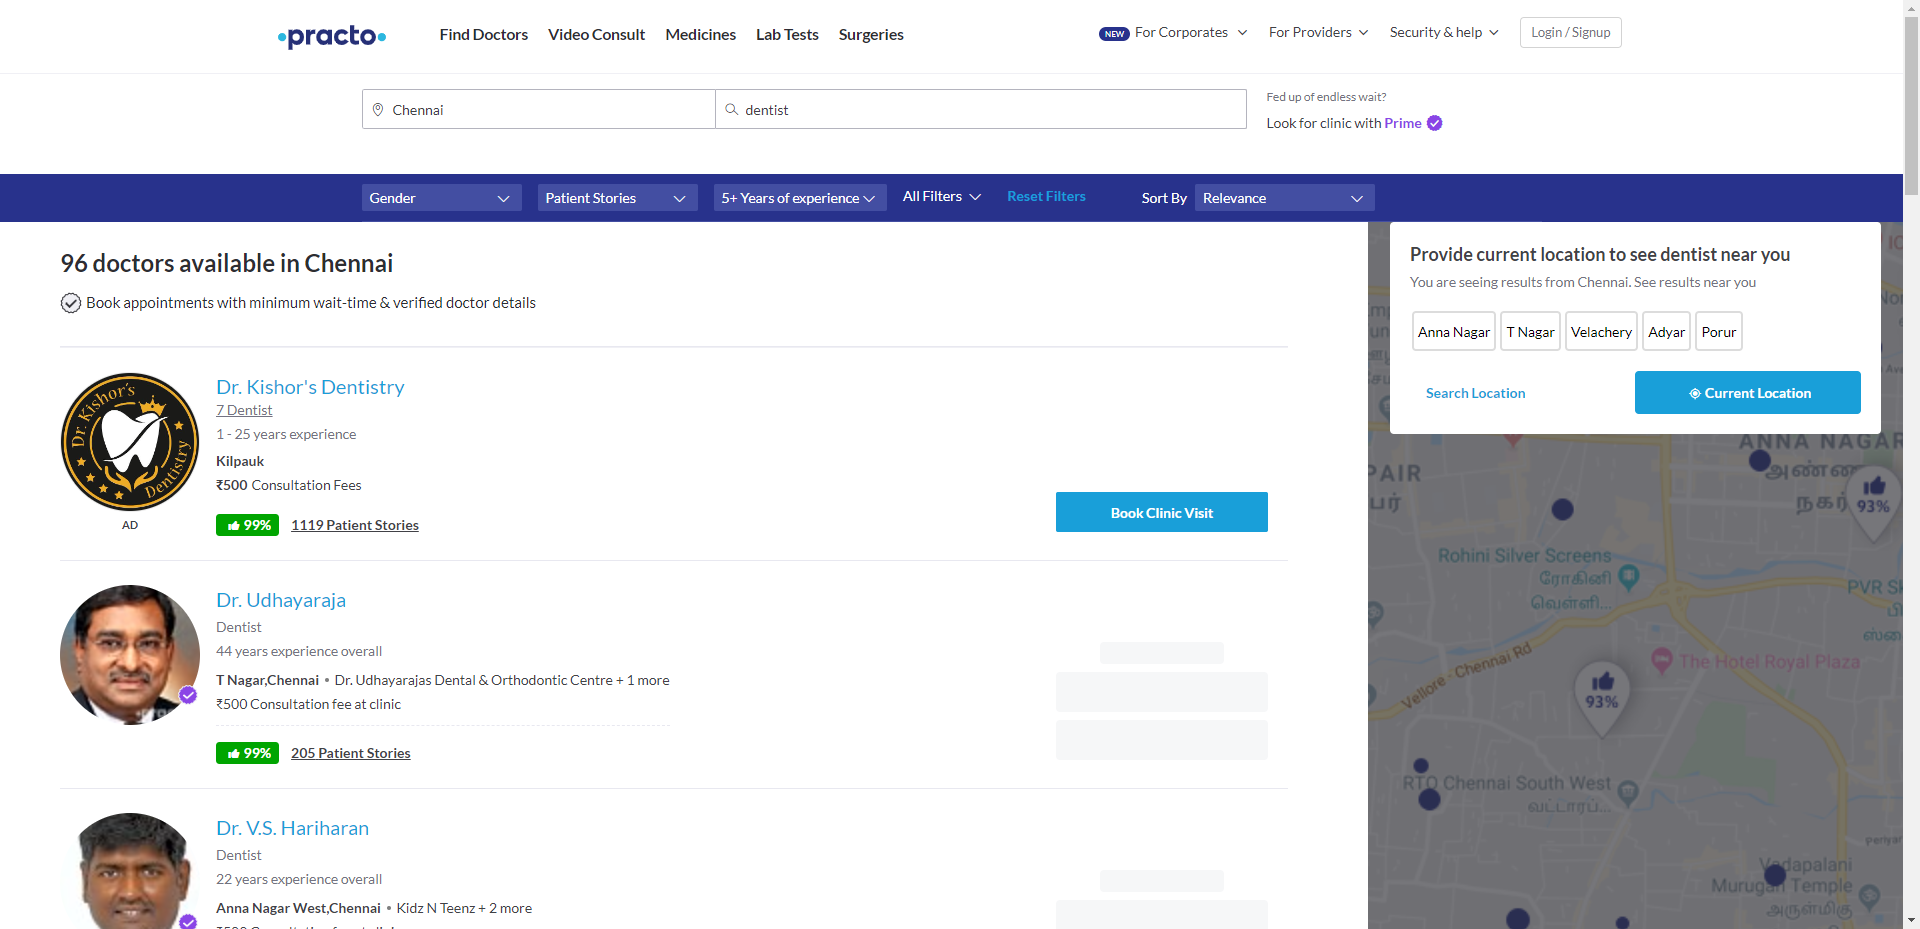 practo
Find Doctors
Video Consult
Medicines
Lab Tests
Surgeries
NEW For Corporates
For Providers
Security & help
Login / Signup
Chennai
dentist
Fed up of endless wait?
Look for clinic with Prime
Gender
Patient Stories
5+ Years of experience
All Filters
Reset Filters
Sort By
Relevance
96 doctors available in Chennai
Book appointments with minimum wait-time & verified doctor details
Dr. Kishor's
Dentistry
AD
Dr. Kishor's Dentistry
7 Dentist
1 - 25 years experience
Kilpauk
₹500 Consultation Fees
99%
1119 Patient Stories
Book Clinic Visit
Dr. Udhayaraja
Dentist
44 years experience overall
T Nagar,Chennai • Dr. Udhayarajas Dental & Orthodontic Centre + 1 more
₹500 Consultation fee at clinic
99%
205 Patient Stories
Dr. V.S. Hariharan
Dentist
22 years experience overall
Anna Nagar West,Chennai • Kidz N Teenz + 2 more
Provide current location to see dentist near you
You are seeing results from Chennai. See results near you
Anna Nagar
T Nagar
Velachery
Adyar
Porur
Search Location
Current Location
ANNA NAGAR
அண்ணா
நகர்
93%
Rohini Silver Screens
ரோகினி
வெள்ளி...
PVR
Vellore - Chennai Rd
The Hotel Royal Plaza
93%
RTO Chennai South West
வட்டாரப்...
Vadapalani
Murugan Temple
அருள்மிகு